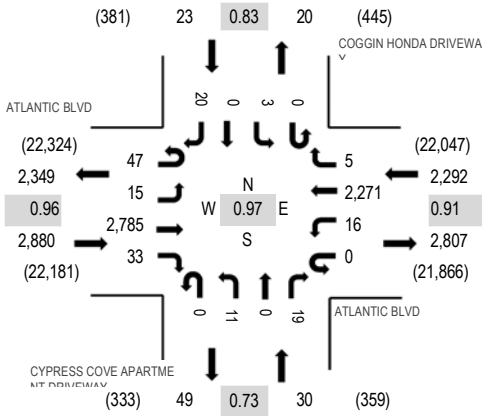 (381) 23 0.83 20 (445)
COGGIN HONDA DRIVEWA
Y
20 0 3 0
ATLANTIC BLVD
(22,324) (22,047)
47 5
2,349 2,292
15 N 2,271
0.96 W 0.97 E 0.91
2,785 16
2,880 S 2,807
33 0
(22,181) (21,866)
0 11 0 19
ATLANTIC BLVD
CYPRESS COVE APARTME
NT DRIVEWAY
(333) 49 0.73 30 (359)